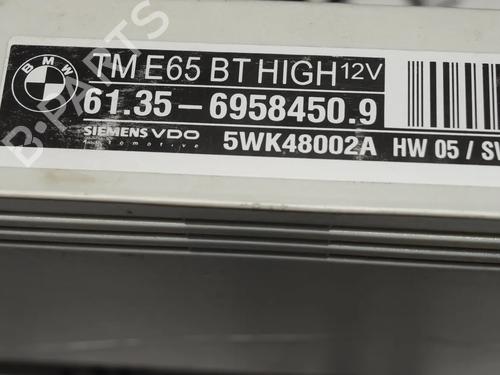 BMW
TM E65 BT HIGH 12V
61.35 - 6958450.9
SIEMENS VDO
Automotive
5WK48002A HW 05 / SV
B-PARTS